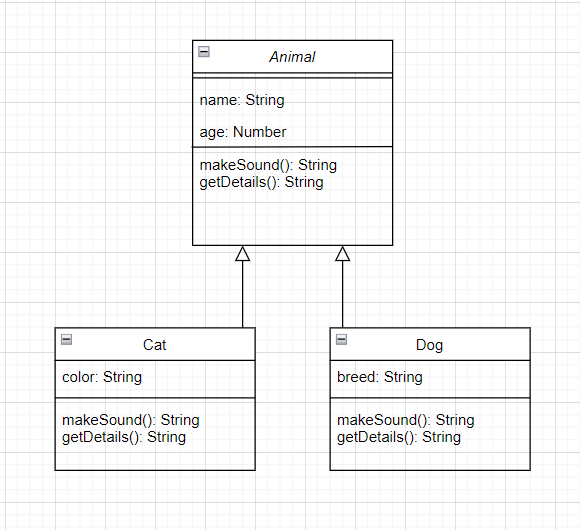 Animal
name: String
age: Number
makeSound(): String
getDetails(): String
Cat
color: String
makeSound(): String
getDetails(): String
Dog
breed: String
makeSound(): String
getDetails(): String